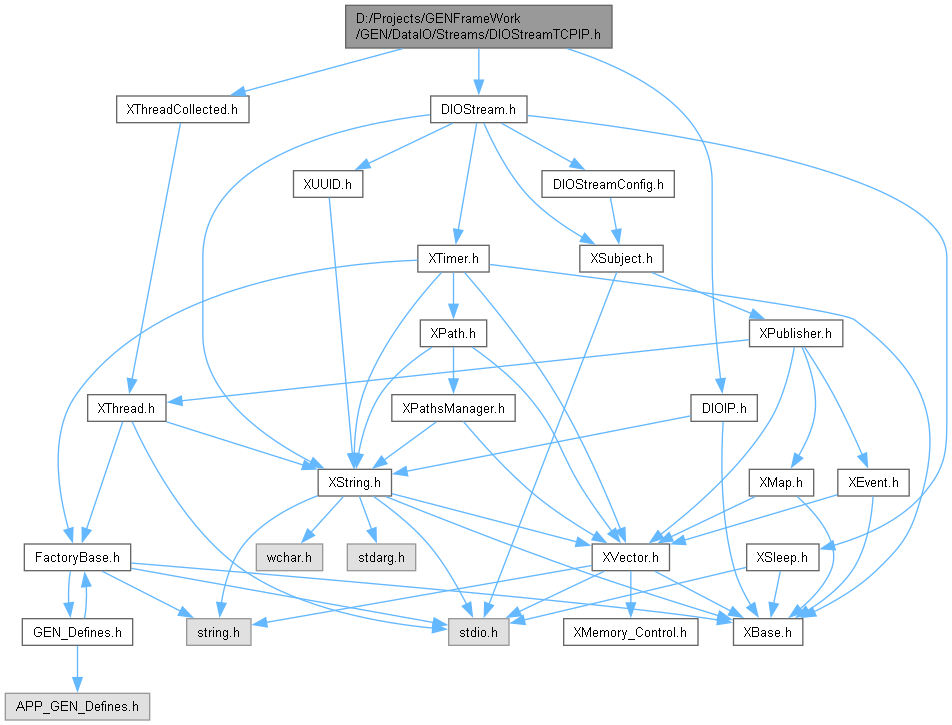 D:/Projects/GENFrameWork
/GEN/DataIO/Streams/DIOStreamTCPIP.h
XThreadCollected.h
DIOStream.h
XUUID.h
DIOStreamConfig.h
XTimer.h
XSubject.h
XPath.h
XPublisher.h
XThread.h
XPathsManager.h
DIOIP.h
XString.h
XMap.h
XEvent.h
FactoryBase.h
wchar.h
stdarg.h
XVector.h
XSleep.h
GEN_Defines.h
string.h
stdio.h
XMemory_Control.h
XBase.h
APP_GEN_Defines.h